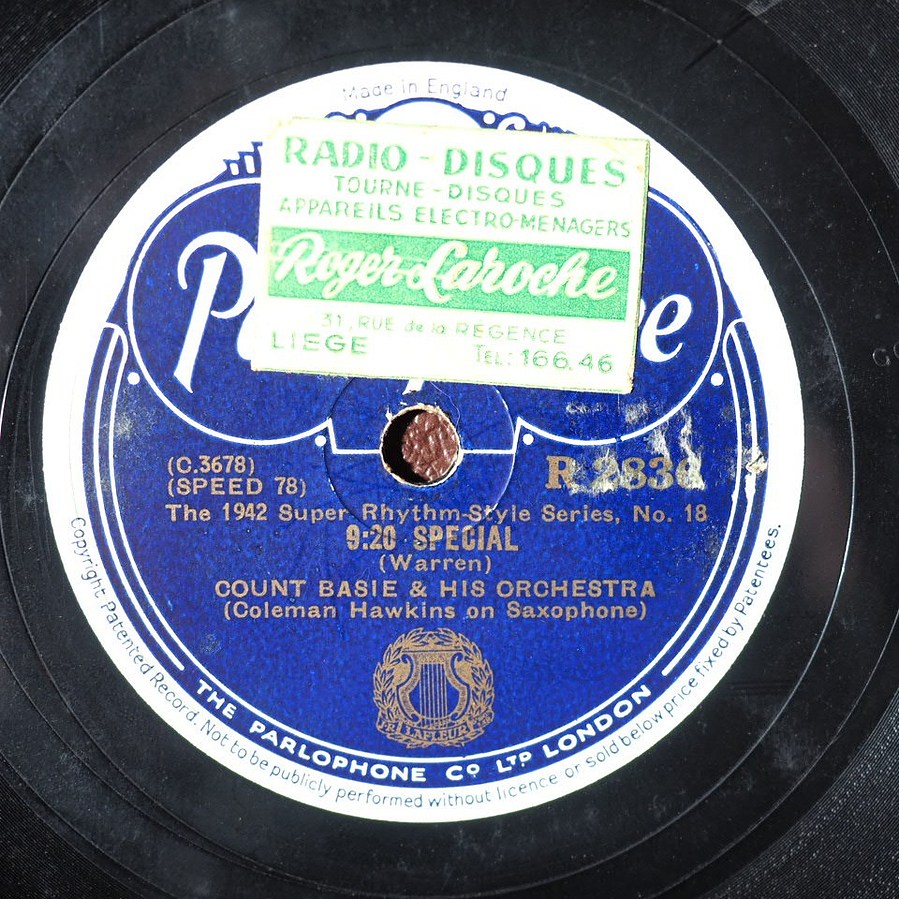 Made in England
RADIO - DISQUES
TOURNE - DISQUES
APPAREILS ELECTRO-MENAGERS
Roger Laroche
31, RUE de la REGENCE
LIEGE TEL: 166.46
(C.3678)
(SPEED 78)
The 1942 Super Rhythm-Style Series, No. 18
9:20 SPECIAL
(Warren)
COUNT BASIE & HIS ORCHESTRA
(Coleman Hawkins on Saxophone)
LAFLEUR
THE PARLOPHONE CO LTD LONDON
Copyright Patented Record. Not to be publicly performed without licence or sold below price fixed by Patentees.